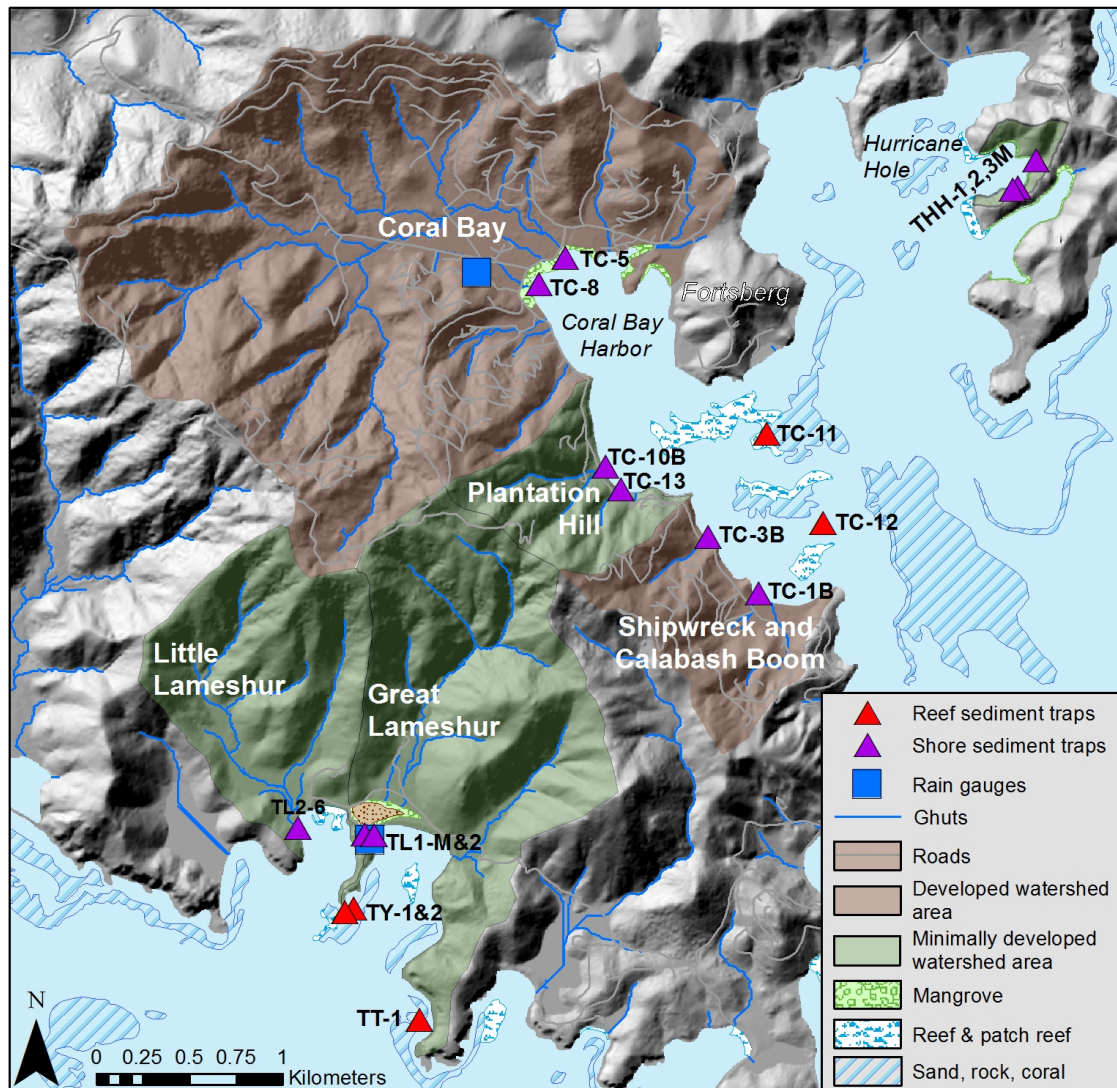 Hurricane
Hole
THH-1,2,3M
Coral Bay
TC-5
TC-8
Fortsberg
Coral Bay
Harbor
TC-11
TC-10B
TC-13
Plantation
Hill
TC-12
TC-3B
TC-1B
Shipwreck and
Calabash Boom
Little
Lameshur
Great
Lameshur
TL2-6
TL1-M&2
TY-1&2
TT-1
N
0 0.25 0.5 0.75 1
Kilometers
Reef sediment traps
Shore sediment traps
Rain gauges
Ghuts
Roads
Developed watershed
area
Minimally developed
watershed area
Mangrove
Reef & patch reef
Sand, rock, coral